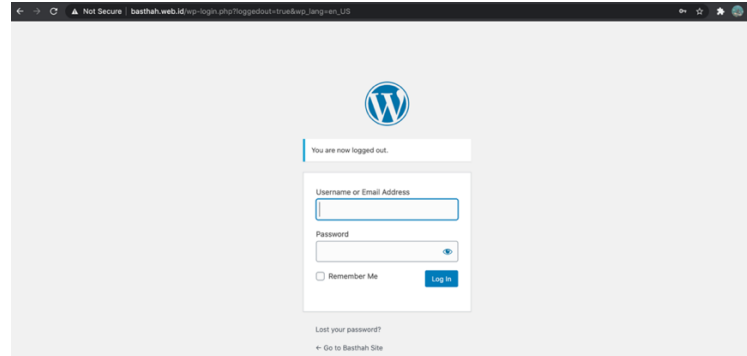 Not Secure | basthah.web.id/wp-login.php?loggedout=true&wp_lang=en_US
You are now logged out.
Username or Email Address
Password
Remember Me
Log In
Lost your password?
← Go to Basthah Site